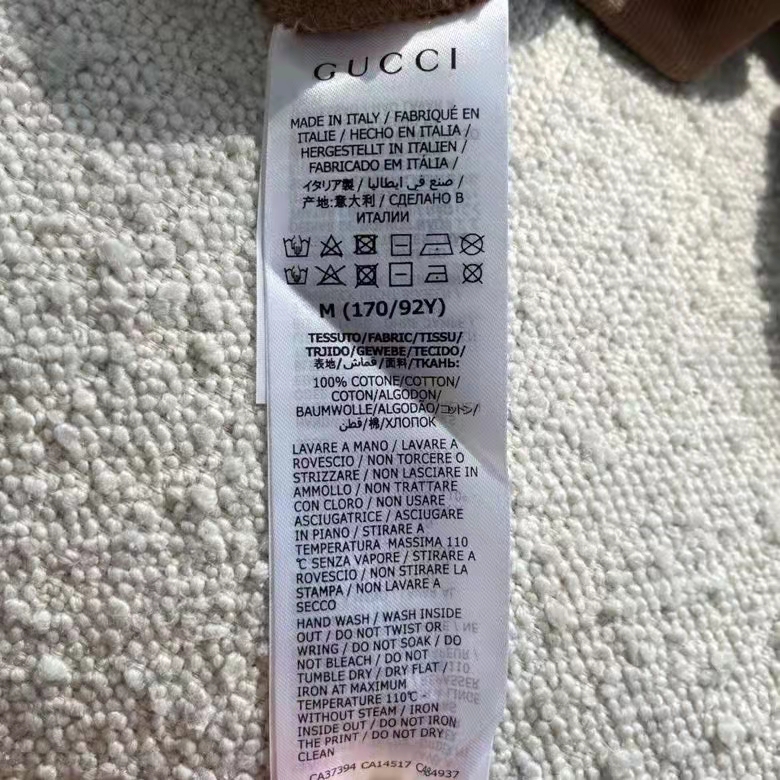 GUCCI
MADE IN ITALY / FABRIQUÉ EN
ITALIE / HECHO EN ITALIA /
HERGESTELLT IN ITALIEN /
FABRICADO EM ITÁLIA /
イタリア製 / صنع في ايطاليا /
产地:意大利 / СДЕЛАНО В
ИТАЛИИ
M (170/92Y)
TESSUTO/FABRIC/TISSU/
TRJIDO/GEWEBE/TECIDO/
表地/قماش/面料/ТКАНЬ:
100% COTONE/COTTON/
COTON/ALGODON/
BAUMWOLLE/ALGODÃO/コットン/
قطن/棉/ХЛОПОК
LAVARE A MANO / LAVARE A
ROVESCIO / NON TORCERE O
STRIZZARE / NON LASCIARE IN
AMMOLLO / NON TRATTARE
CON CLORO / NON USARE
ASCIUGATRICE / ASCIUGARE
IN PIANO / STIRARE A
TEMPERATURA MASSIMA 110
℃ SENZA VAPORE / STIRARE A
ROVESCIO / NON STIRARE LA
STAMPA / NON LAVARE A
SECCO
HAND WASH / WASH INSIDE
OUT / DO NOT TWIST OR
WRING / DO NOT SOAK / DO
NOT BLEACH / DO NOT
TUMBLE DRY / DRY FLAT /
IRON AT MAXIMUM
TEMPERATURE 110℃
WITHOUT STEAM / IRON
INSIDE OUT / DO NOT IRON
THE PRINT / DO NOT DRY
CLEAN
CA37394 CA14517 CA84937